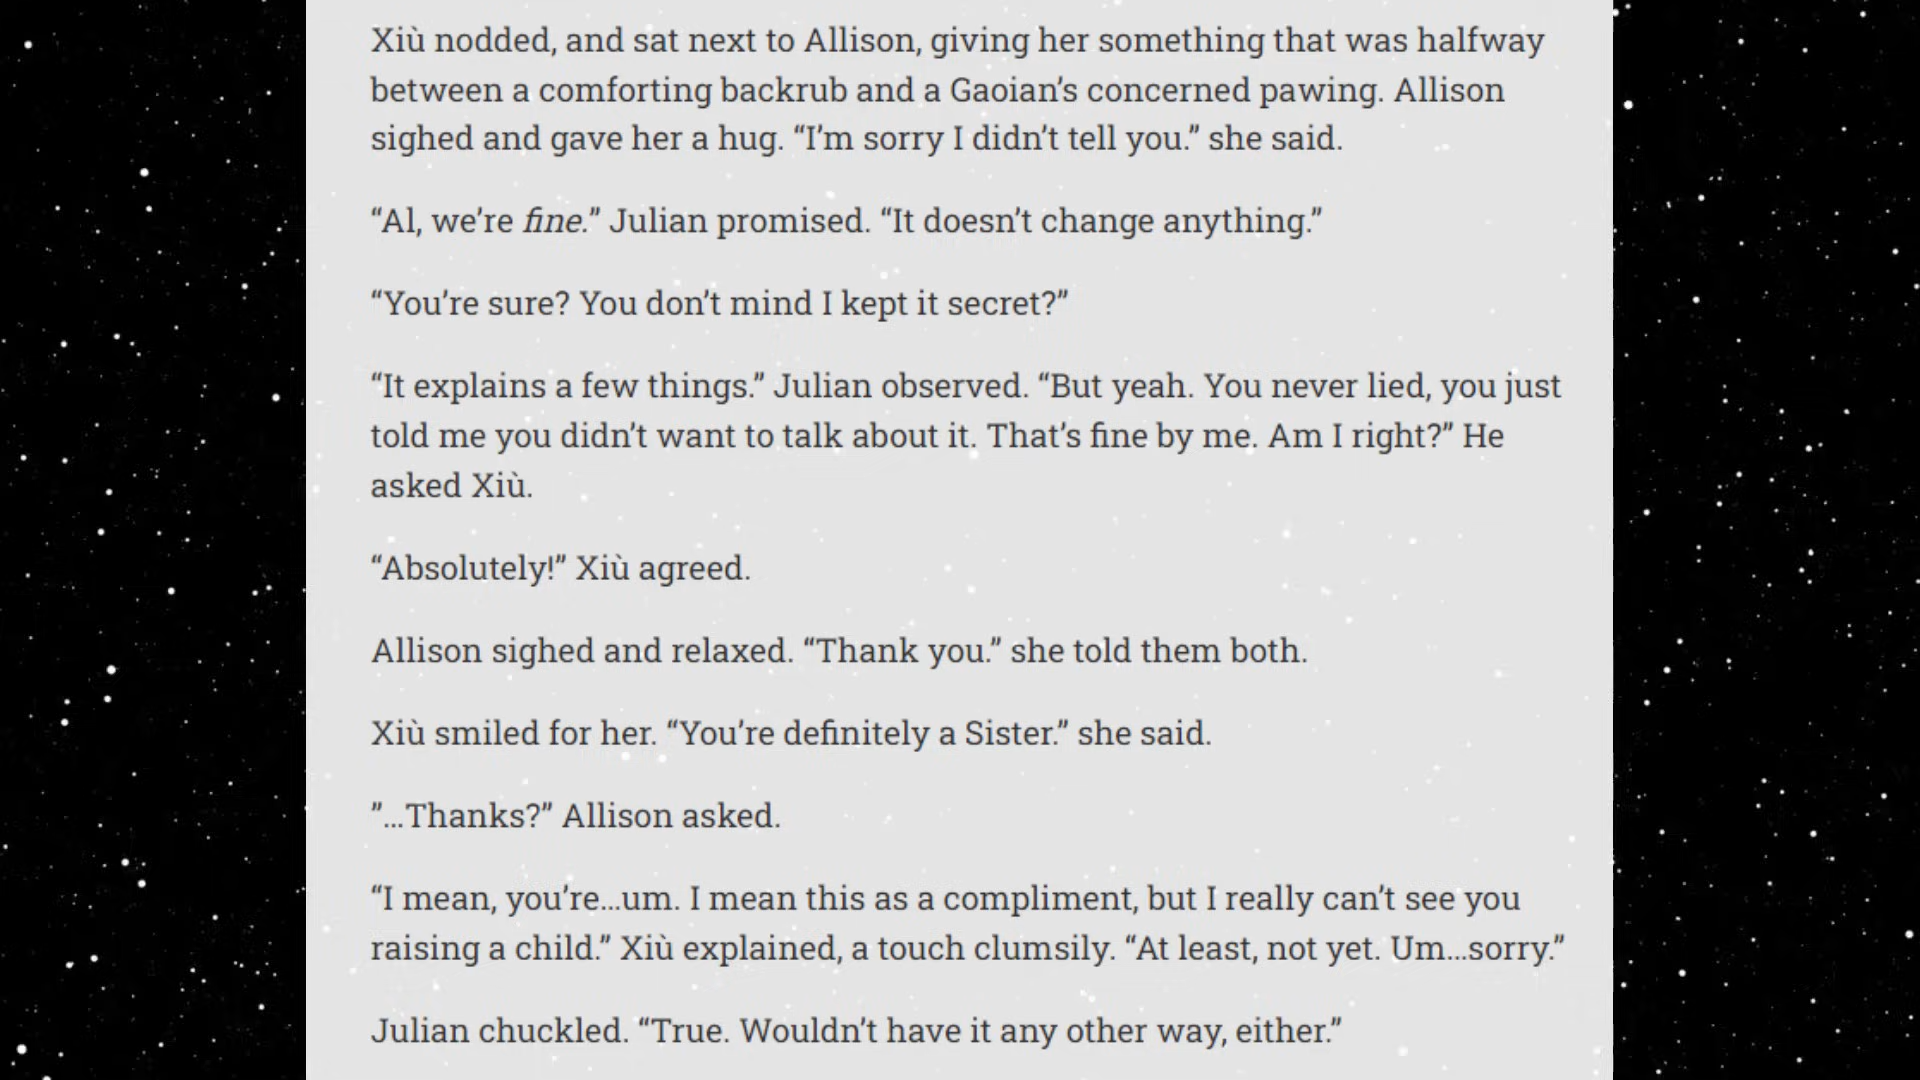 Xiù nodded, and sat next to Allison, giving her something that was halfway
between a comforting backrub and a Gaoian’s concerned pawing. Allison
sighed and gave her a hug. “I’m sorry I didn’t tell you.” she said.
“Al, we’re fine.” Julian promised. “It doesn’t change anything.”
“You’re sure? You don’t mind I kept it secret?”
“It explains a few things.” Julian observed. “But yeah. You never lied, you just
told me you didn’t want to talk about it. That’s fine by me. Am I right?” He
asked Xiù.
“Absolutely!” Xiù agreed.
Allison sighed and relaxed. “Thank you.” she told them both.
Xiù smiled for her. “You’re definitely a Sister.” she said.
”…Thanks?” Allison asked.
“I mean, you’re…um. I mean this as a compliment, but I really can’t see you
raising a child.” Xiù explained, a touch clumsily. “At least, not yet. Um…sorry.”
Julian chuckled. “True. Wouldn’t have it any other way, either.”